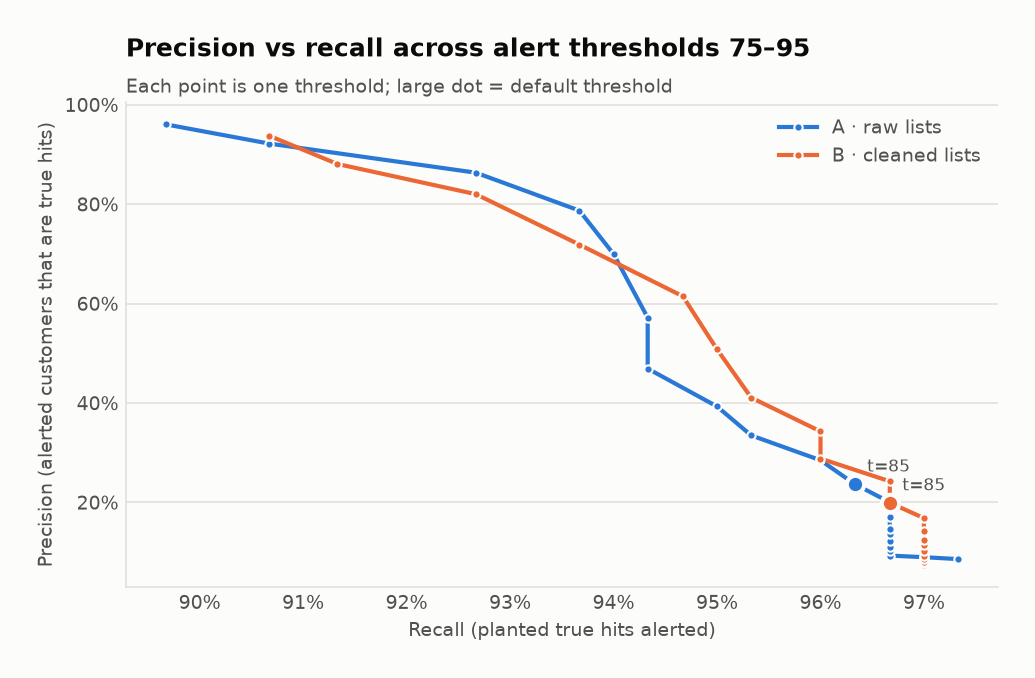 Precision vs recall across alert thresholds 75–95
Each point is one threshold; large dot = default threshold
100%
80%
60%
40%
20%
Precision (alerted customers that are true hits)
A · raw lists
B · cleaned lists
t=85
t=85
90%
91%
92%
93%
94%
95%
96%
97%
Recall (planted true hits alerted)